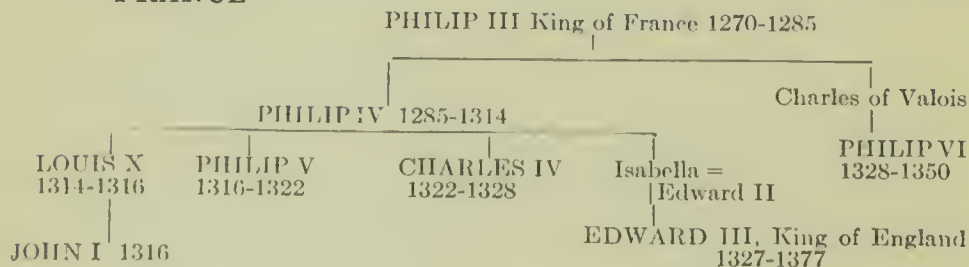 FRANCE
PHILIP III King of France 1270-1285
Charles of Valois
PHILIP IV 1285-1314
LOUIS X PHILIP V CHARLES IV Isabella = PHILIP VI
1314-1316 1316-1322 1322-1328 Edward II 1328-1350
JOHN I 1316 EDWARD III, King of England
1327-1377